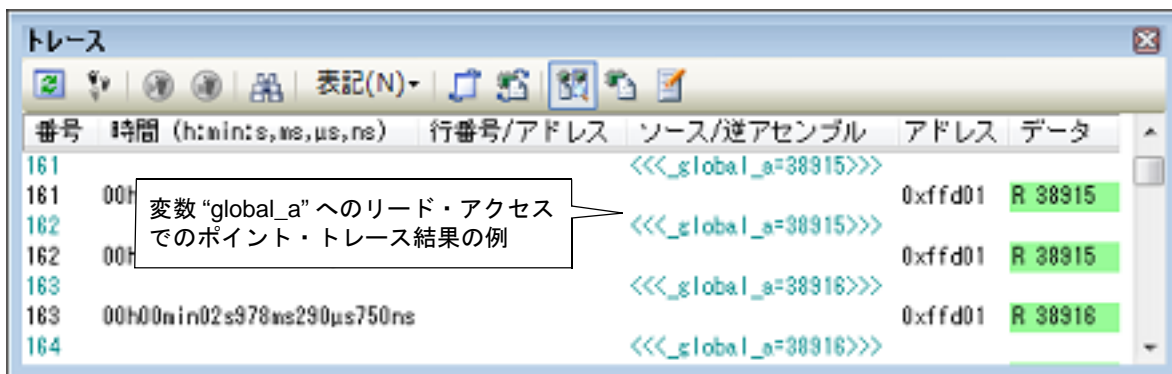 トレース
表記(N)
番号 時間 (h:min:s,ms,μs,ns) 行番号/アドレス ソース/逆アセンブル アドレス データ
161 <<<_global_a=38915>>>
161 00h 0xffd01 R 38915
変数 “global_a” へのリード・アクセス
でのポイント・トレース結果の例
162 <<<_global_a=38915>>>
162 00h 0xffd01 R 38915
163 <<<_global_a=38916>>>
163 00h00min02s978ms290μs750ns 0xffd01 R 38916
164 <<<_global_a=38916>>>